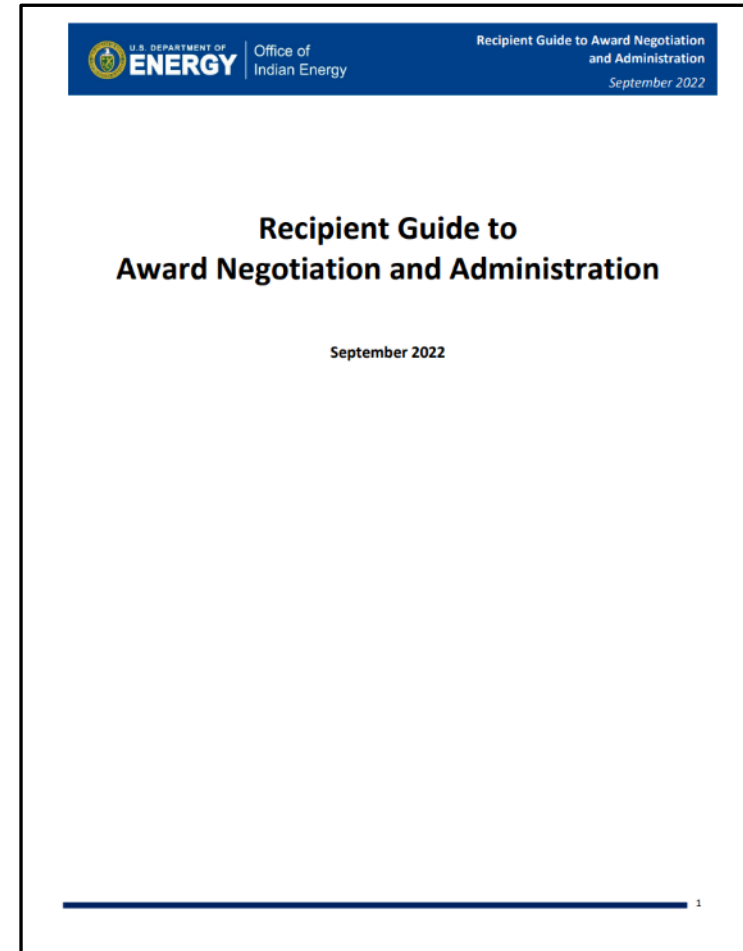 U.S. DEPARTMENT OF
ENERGY
Office of
Indian Energy
Recipient Guide to Award Negotiation
and Administration
September 2022
Recipient Guide to
Award Negotiation and Administration
September 2022
1